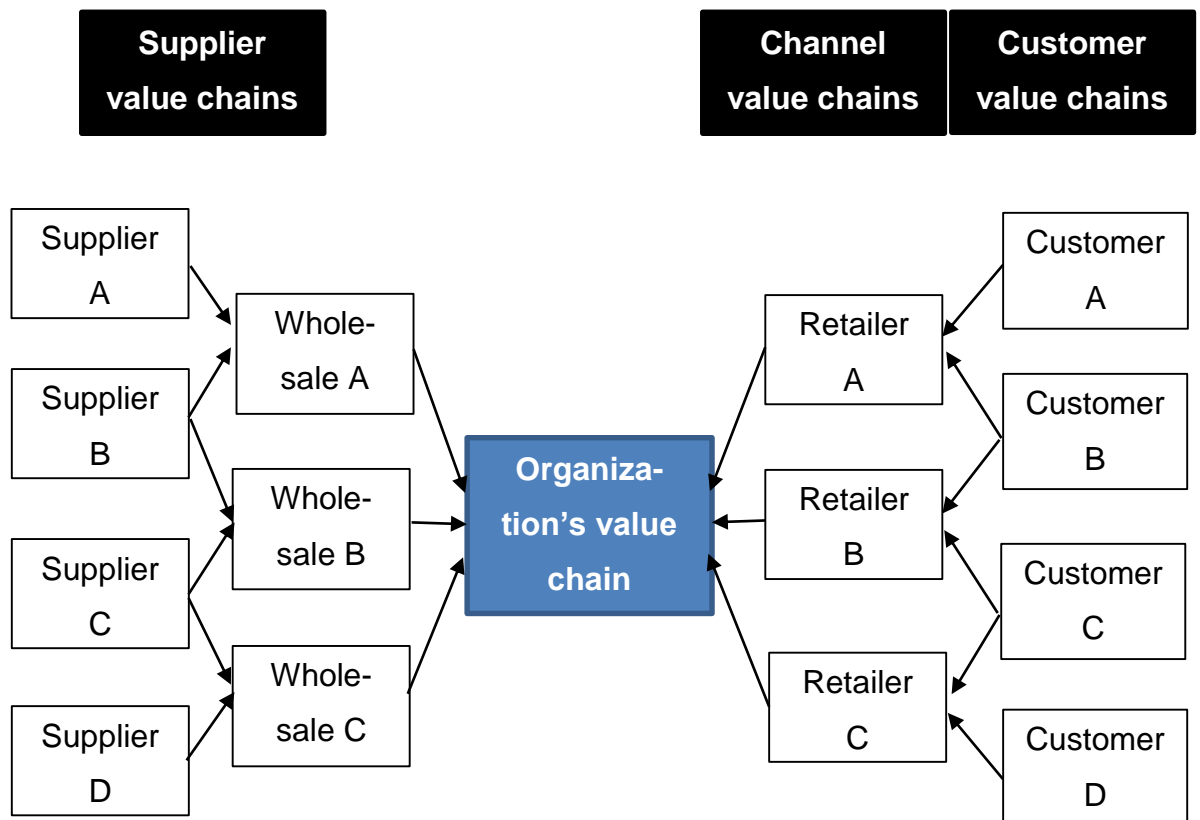 Supplier
value chains
Channel
value chains
Customer
value chains
Supplier
A
Supplier
B
Supplier
C
Supplier
D
Whole-
sale A
Whole-
sale B
Whole-
sale C
Organiza-
tion’s value
chain
Retailer
A
Retailer
B
Retailer
C
Customer
A
Customer
B
Customer
C
Customer
D